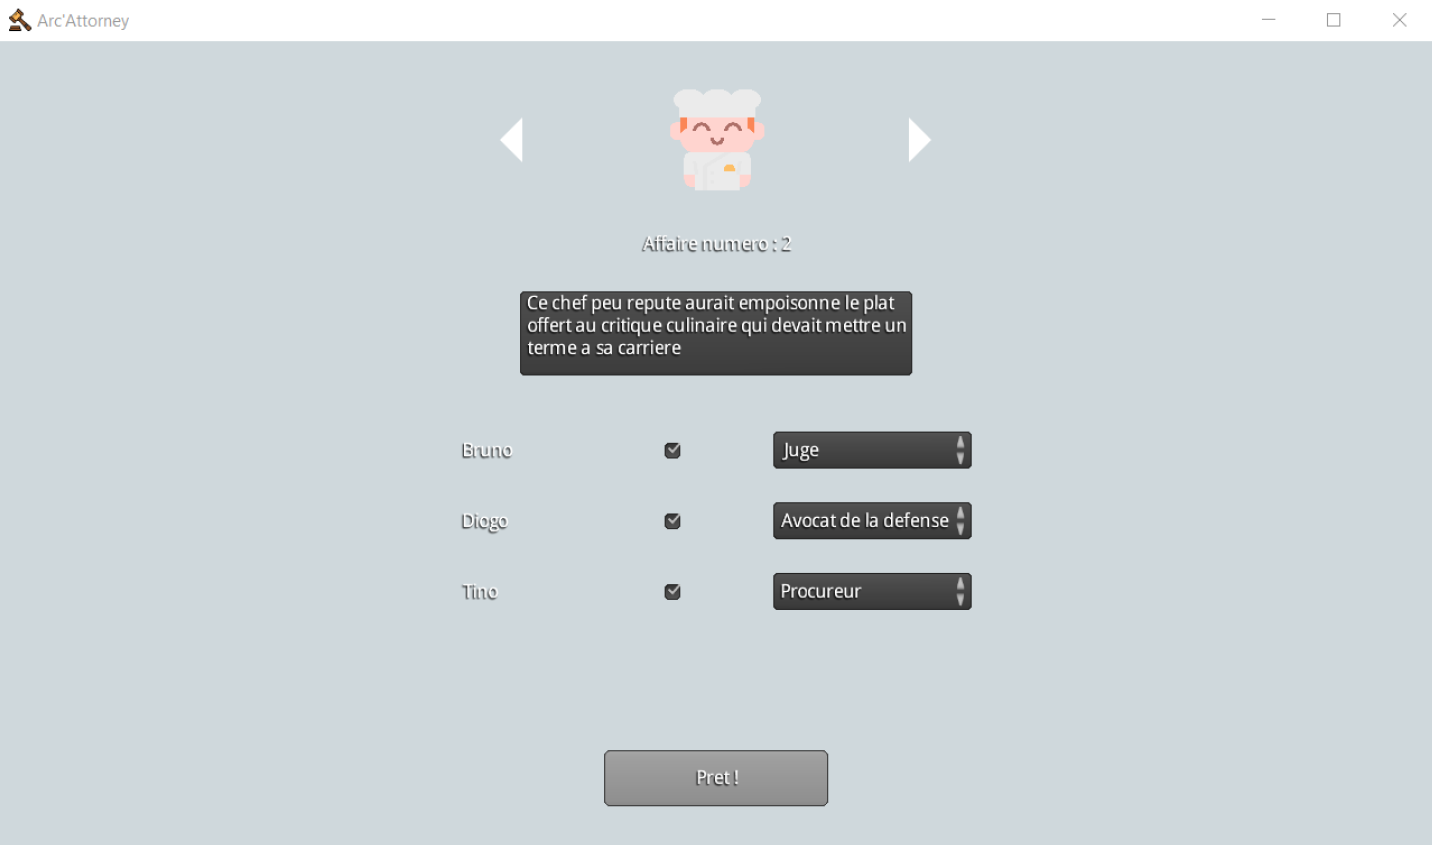 Arc'Attorney
Affaire numero : 2
Ce chef peu repute aurait empoisonne le plat
offert au critique culinaire qui devait mettre un
terme a sa carriere
Bruno
Juge
Diogo
Avocat de la defense
Tino
Procureur
Pret !